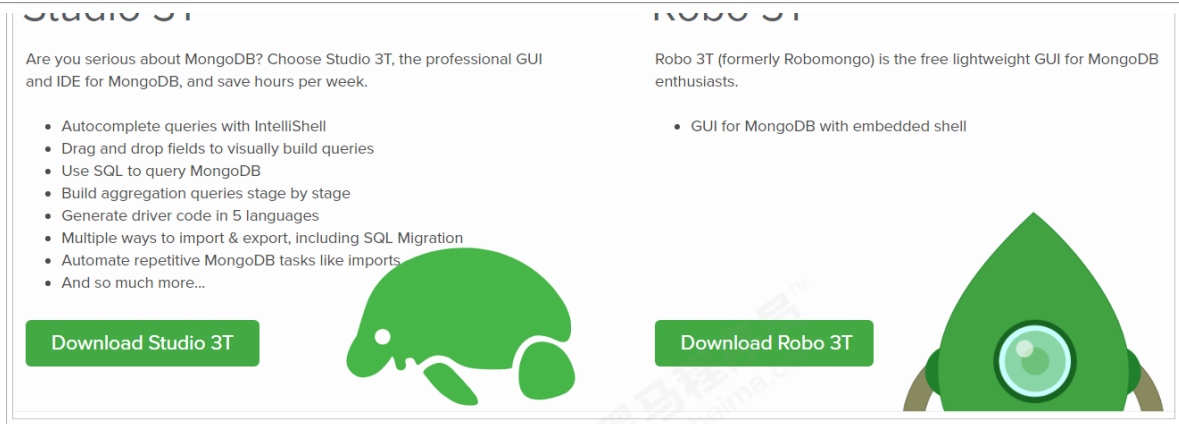 Studio 3T
Are you serious about MongoDB? Choose Studio 3T, the professional GUI
and IDE for MongoDB, and save hours per week.
Autocomplete queries with IntelliShell
Drag and drop fields to visually build queries
Use SQL to query MongoDB
Build aggregation queries stage by stage
Generate driver code in 5 languages
Multiple ways to import & export, including SQL Migration
Automate repetitive MongoDB tasks like imports
And so much more...
Download Studio 3T
Robo 3T
Robo 3T (formerly Robomongo) is the free lightweight GUI for MongoDB
enthusiasts.
GUI for MongoDB with embedded shell
Download Robo 3T